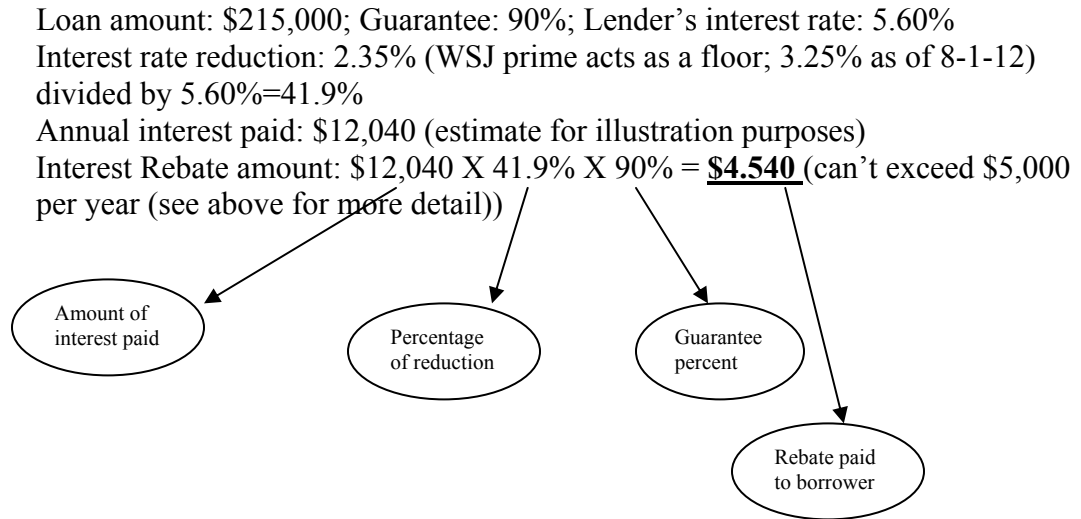 Loan amount: $215,000; Guarantee: 90%; Lender’s interest rate: 5.60%
Interest rate reduction: 2.35% (WSJ prime acts as a floor; 3.25% as of 8-1-12)
divided by 5.60%=41.9%
Annual interest paid: $12,040 (estimate for illustration purposes)
Interest Rebate amount: $12,040 X 41.9% X 90% = $4.540 (can’t exceed $5,000
per year (see above for more detail))
Amount of
interest paid
Percentage
of reduction
Guarantee
percent
Rebate paid
to borrower